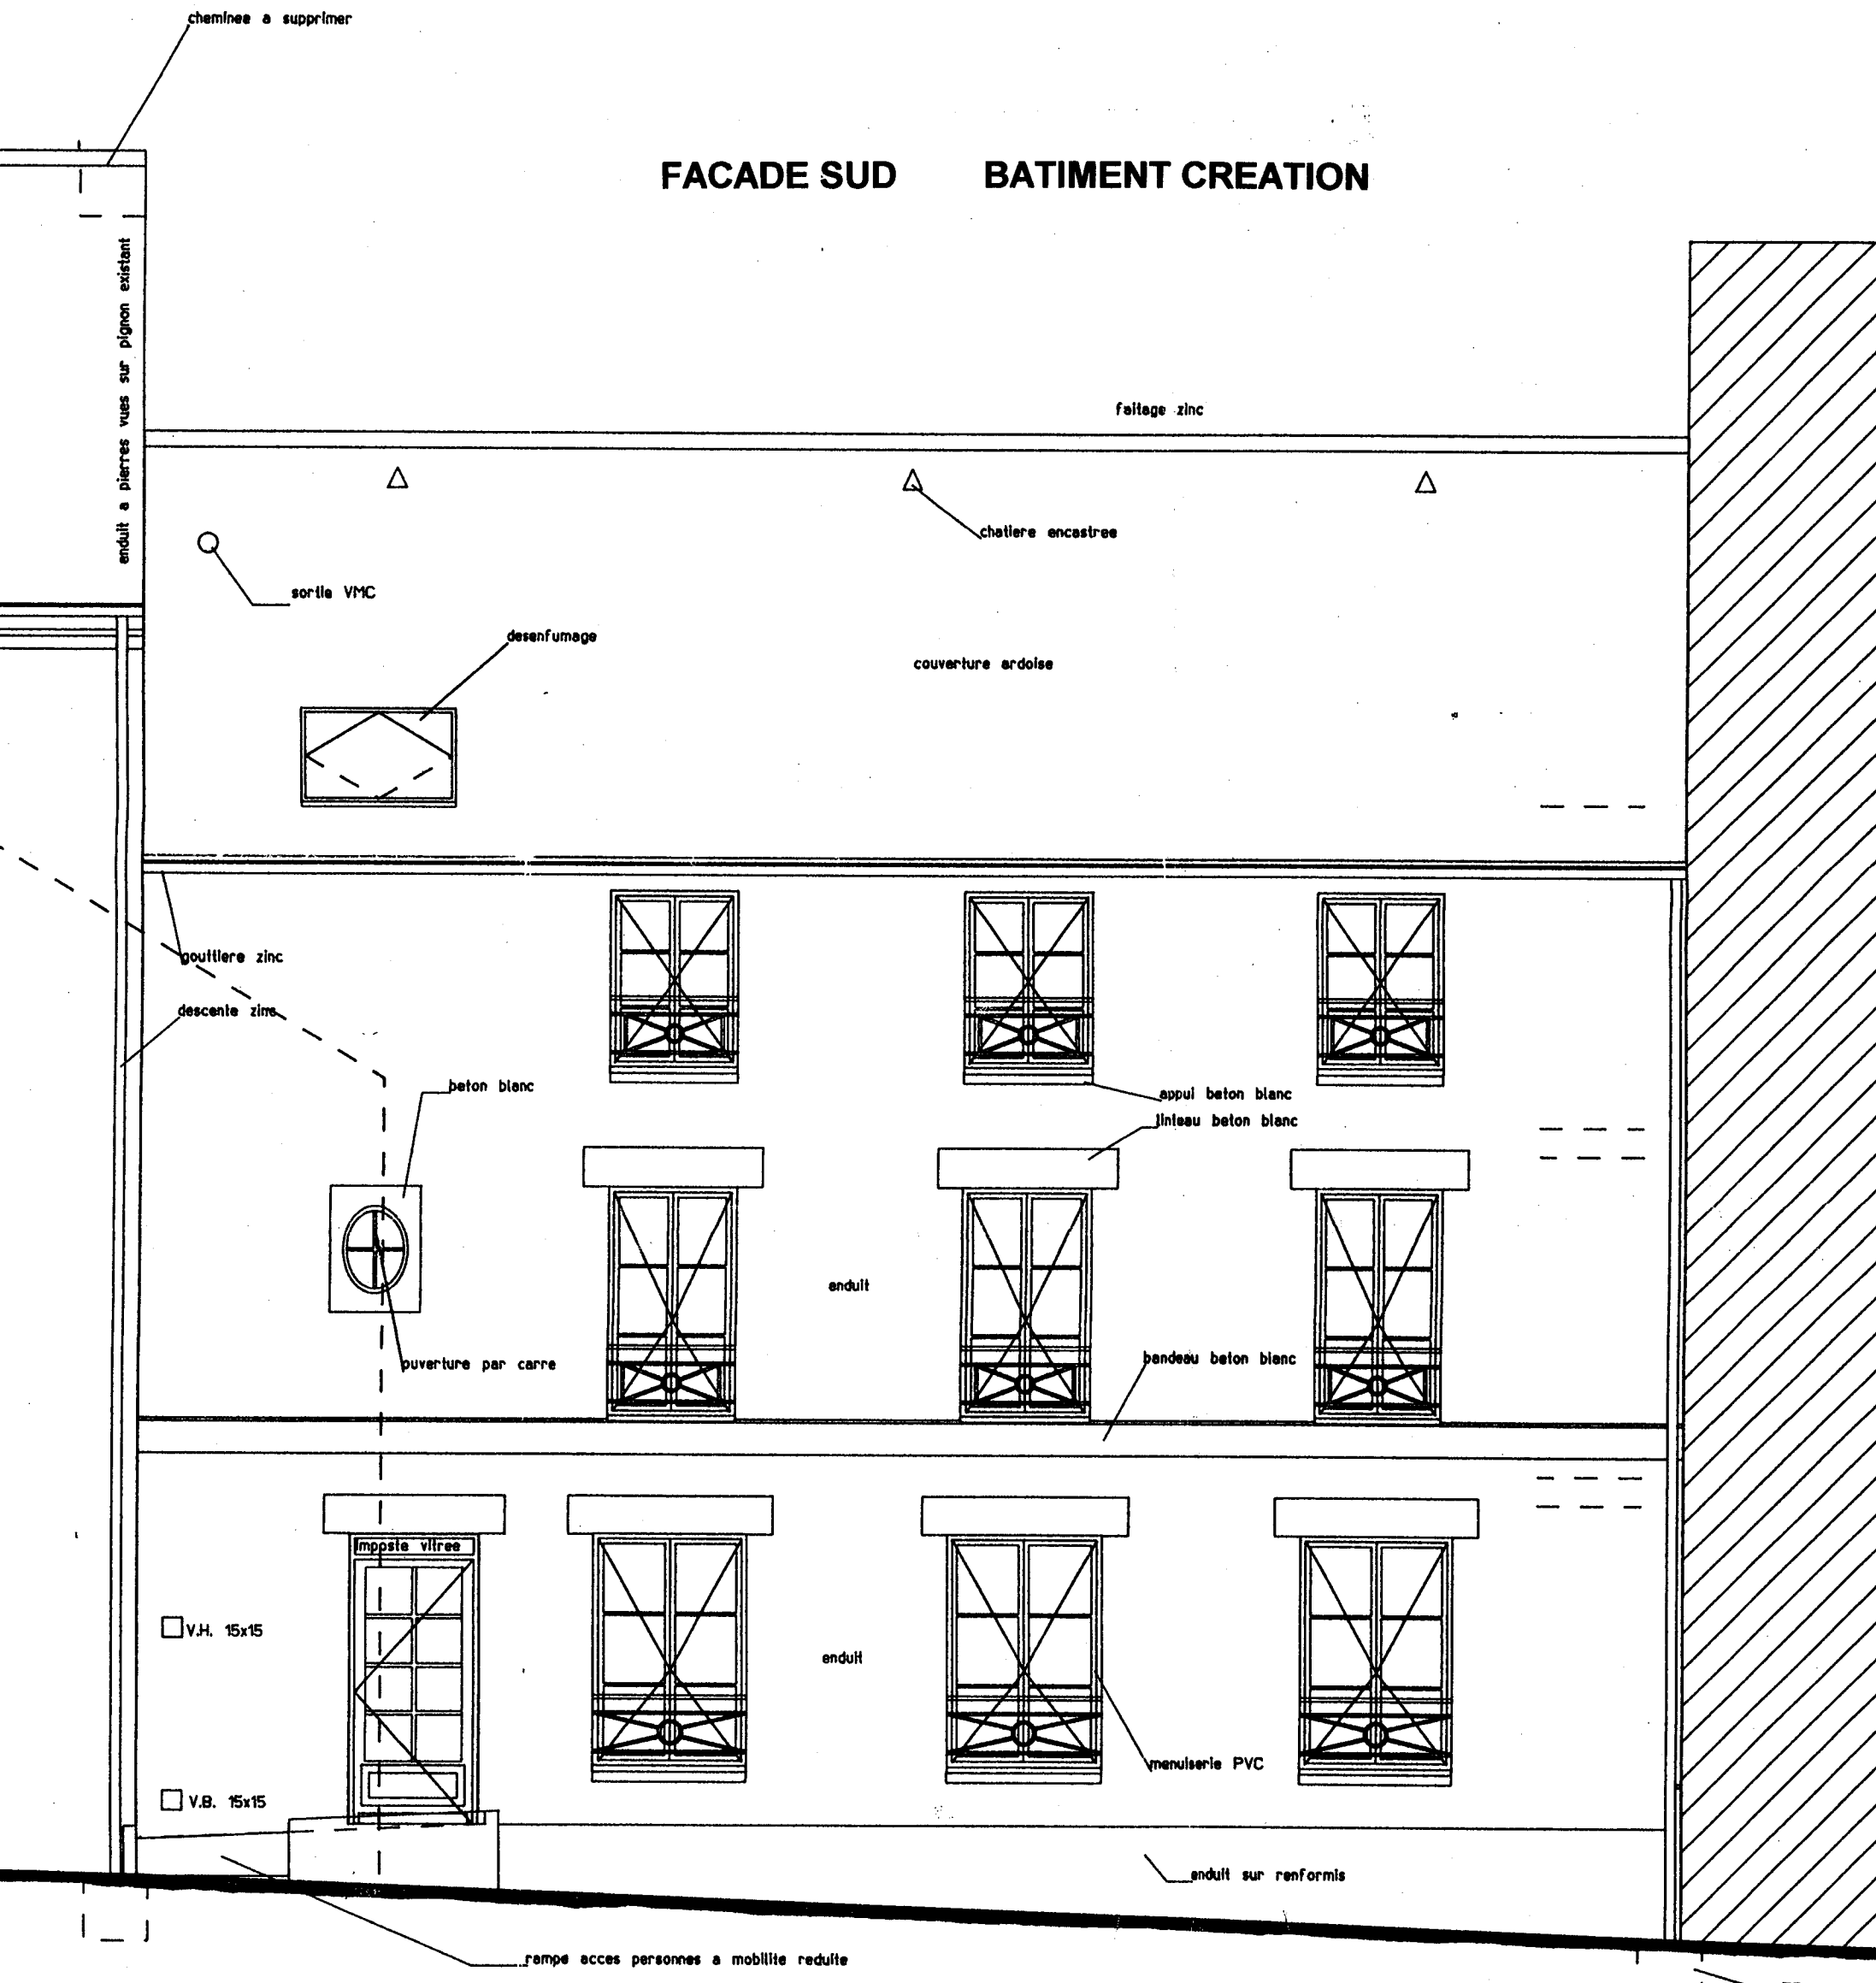 cheminee a supprimer
FACADE SUD BATIMENT CREATION
enduit a pierres vues sur pignon existant
faitage zinc
chatiere encastree
sortie VMC
desenfumage
couverture ardoise
gouttiere zinc
descente zinc
beton blanc
appui beton blanc
linteau beton blanc
enduit
ouverture par carre
bandeau beton blanc
imposte vitree
V.H. 15x15
enduit
menuiserie PVC
V.B. 15x15
enduit sur renformis
rampe acces personnes a mobilite reduite